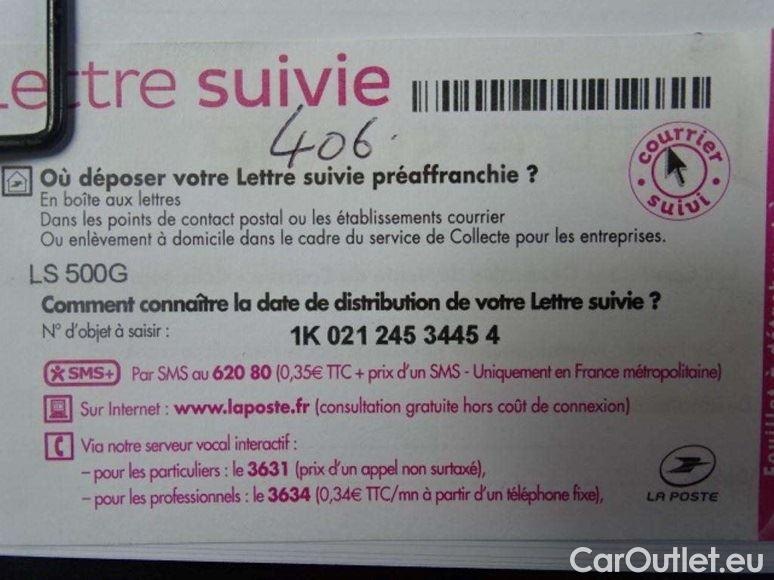 Lettre suivie
406.
courrier suivi
Où déposer votre Lettre suivie préaffranchie ?
En boîte aux lettres
Dans les points de contact postal ou les établissements courrier
Ou enlèvement à domicile dans le cadre du service de Collecte pour les entreprises.
LS 500G
Comment connaître la date de distribution de votre Lettre suivie ?
N° d'objet à saisir : 1K 021 245 3445 4
SMS+ Par SMS au 620 80 (0,35€ TTC + prix d'un SMS - Uniquement en France métropolitaine)
Sur Internet : www.laposte.fr (consultation gratuite hors coût de connexion)
Via notre serveur vocal interactif :
– pour les particuliers : le 3631 (prix d'un appel non surtaxé),
– pour les professionnels : le 3634 (0,34€ TTC/mn à partir d'un téléphone fixe),
LA POSTE
CarOutlet.eu